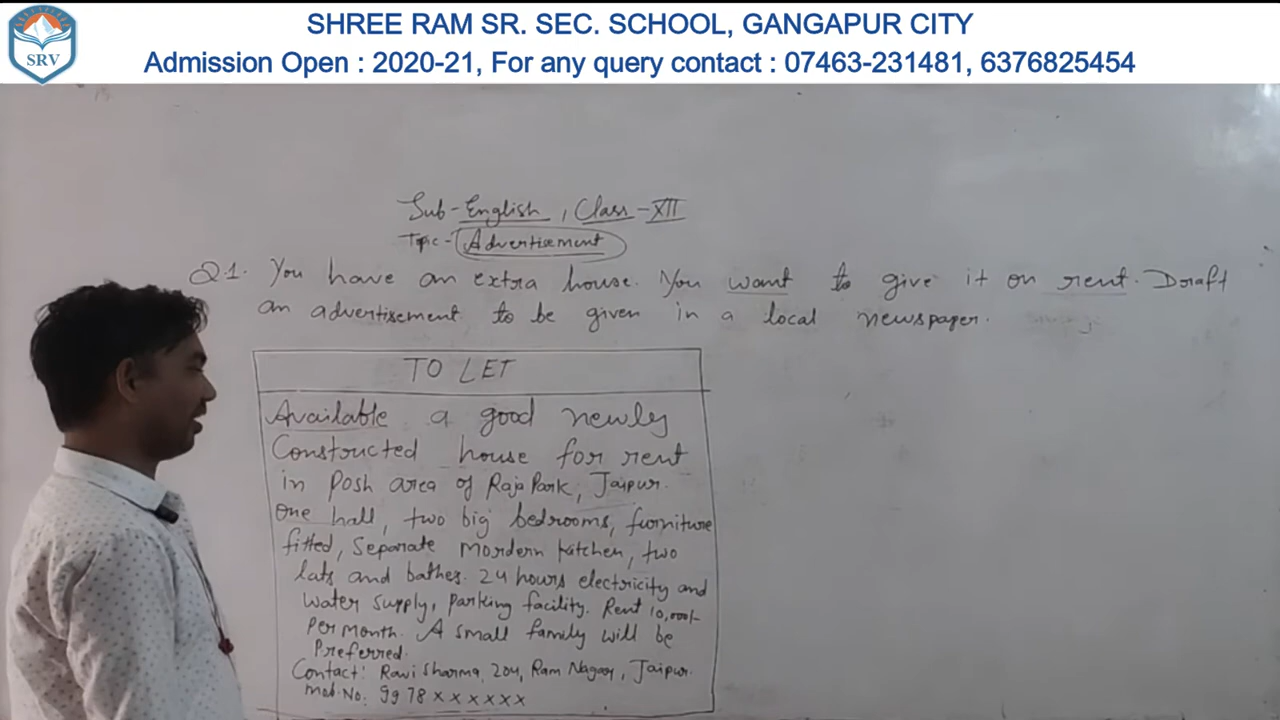 SHREE RAM SR. SEC. SCHOOL, GANGAPUR CITY
Admission Open : 2020-21, For any query contact : 07463-231481, 6376825454
SRV
Sub-English, Class-XII
Topic-Advertisement
Q.1. You have an extra house. You want to give it on rent. Draft
an advertisement to be given in a local newspaper.
TO LET
Available a good newly
Constructed house for rent
in Posh area of Raja Park, Jaipur.
One hall, two big bedrooms, furniture
fitted, Separate mordern kitchen, two
lats and bathes. 24 hours electricity and
water supply, parking facility. Rent 10,000/-
Per month. A small family will be
Preferred.
Contact: Ravi Sharma, 204, Ram Nagar, Jaipur.
Mob. No. 9978xxxxxx